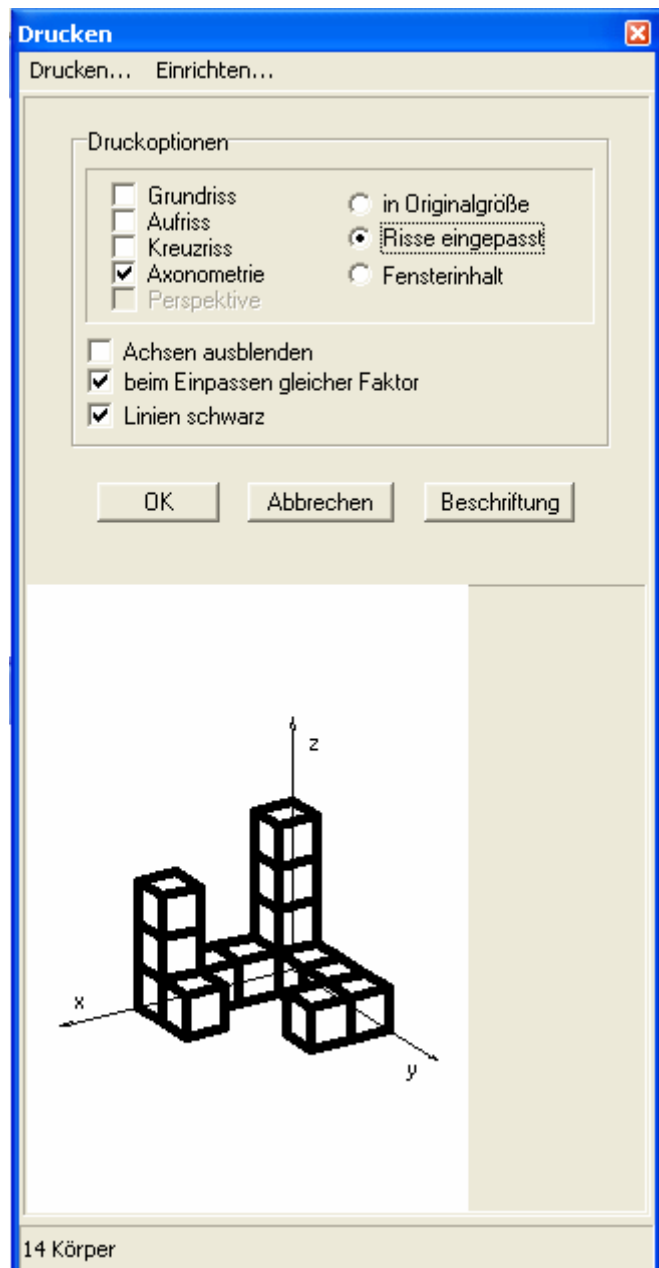 Drucken
Drucken... Einrichten...
Druckoptionen
Grundriss
Aufriss
Kreuzriss
Axonometrie
Perspektive
in Originalgröße
Risse eingepasst
Fensterinhalt
Achsen ausblenden
beim Einpassen gleicher Faktor
Linien schwarz
OK Abbrechen Beschriftung
z
x
y
14 Körper